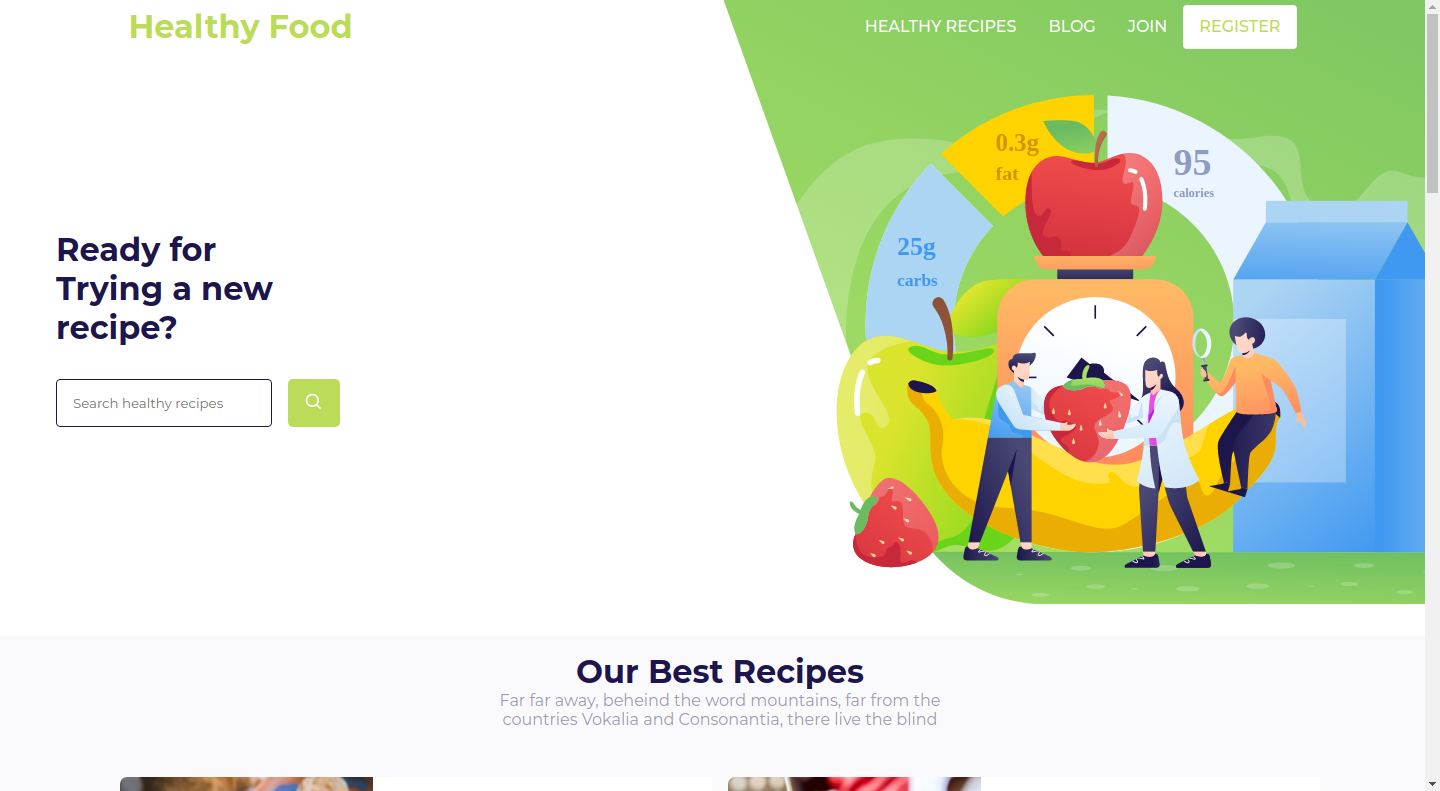 Healthy Food
HEALTHY RECIPES BLOG JOIN REGISTER
0.3g
fat
95
calories
25g
carbs
Ready for
Trying a new
recipe?
Search healthy recipes
Our Best Recipes
Far far away, beheind the word mountains, far from the
countries Vokalia and Consonantia, there live the blind